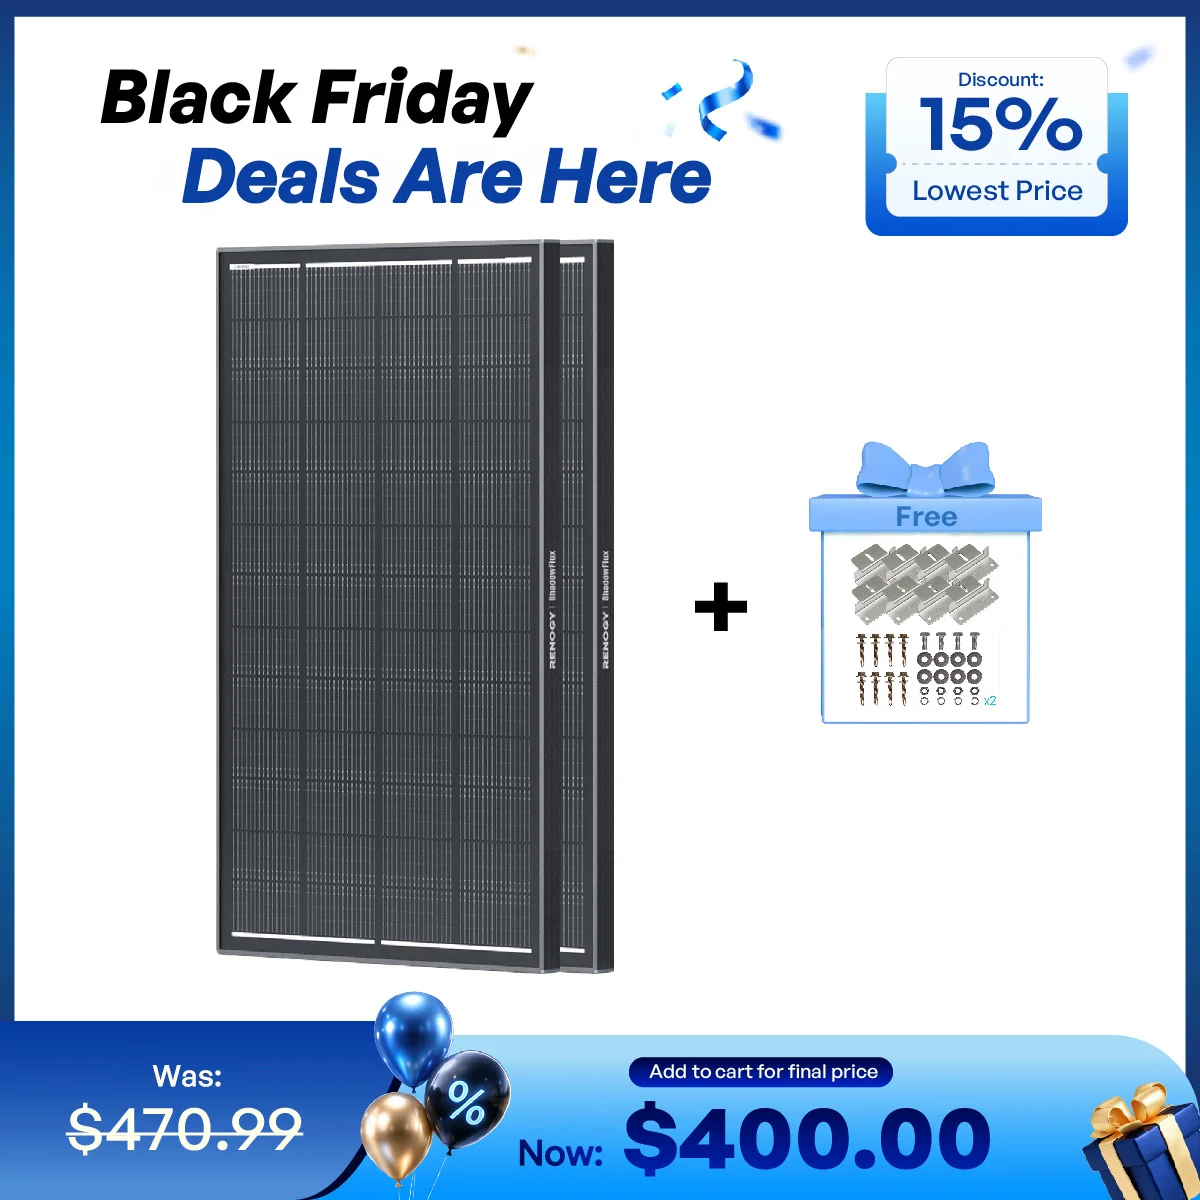 Black Friday
Deals Are Here
Discount:
15%
Lowest Price
RENOGY | ShadowFlux
RENOGY | ShadowFlux
Free
x2
Was:
$470.99
%
Add to cart for final price
Now: $400.00